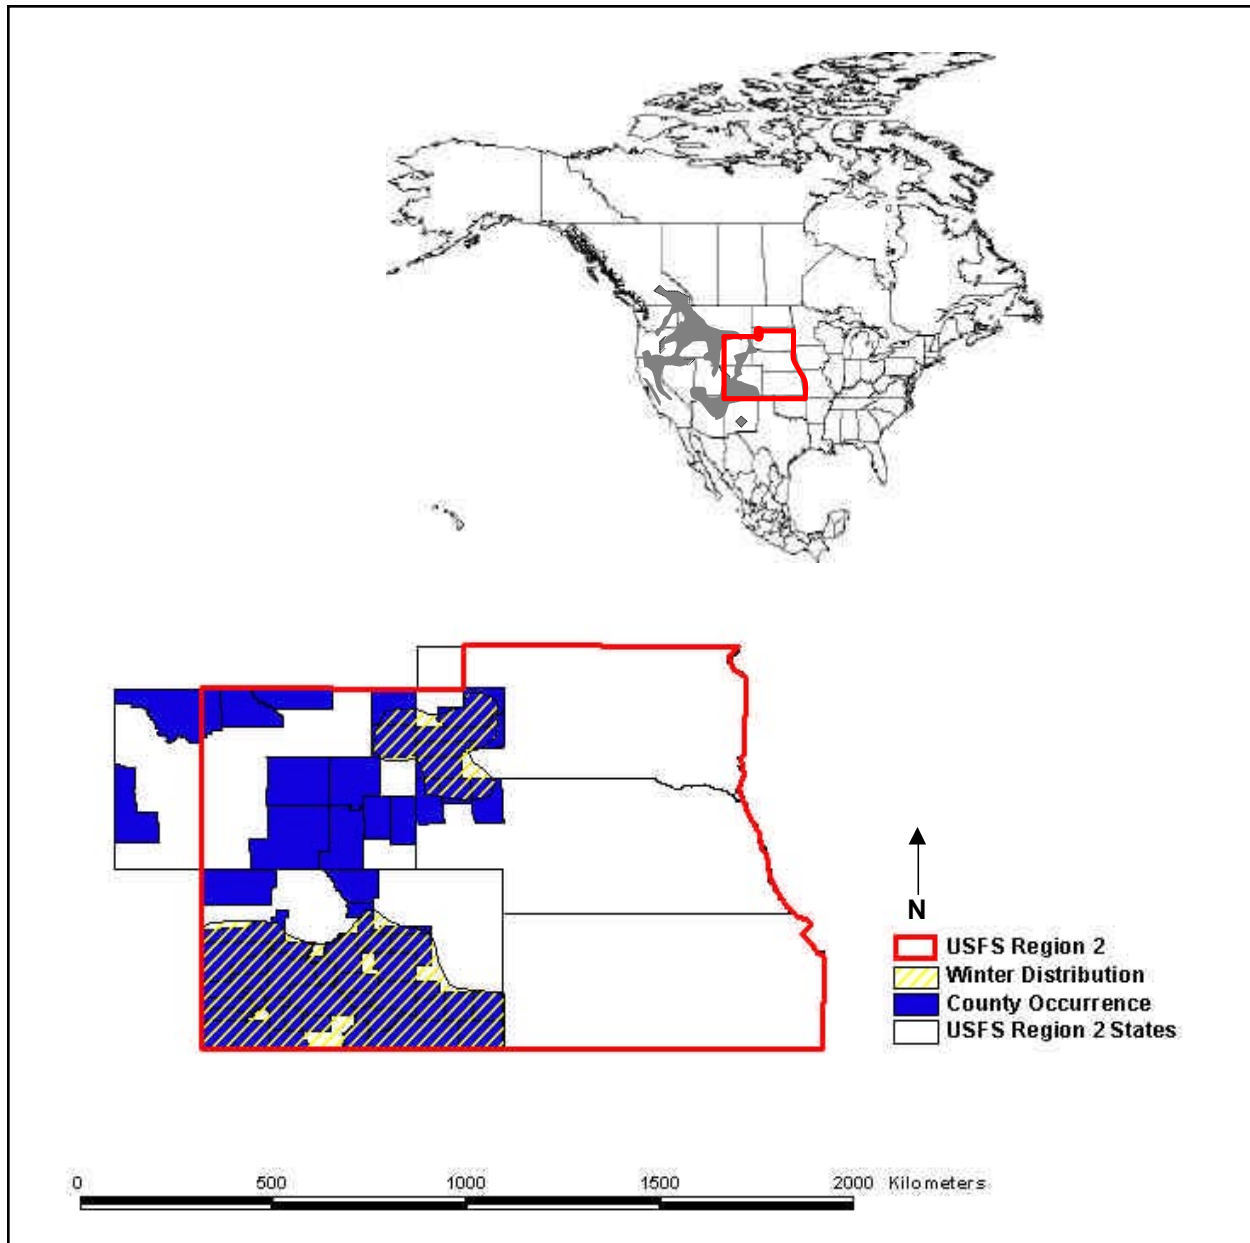 N
USFS Region 2
Winter Distribution
County Occurrence
USFS Region 2 States
0 500 1000 1500 2000 Kilometers